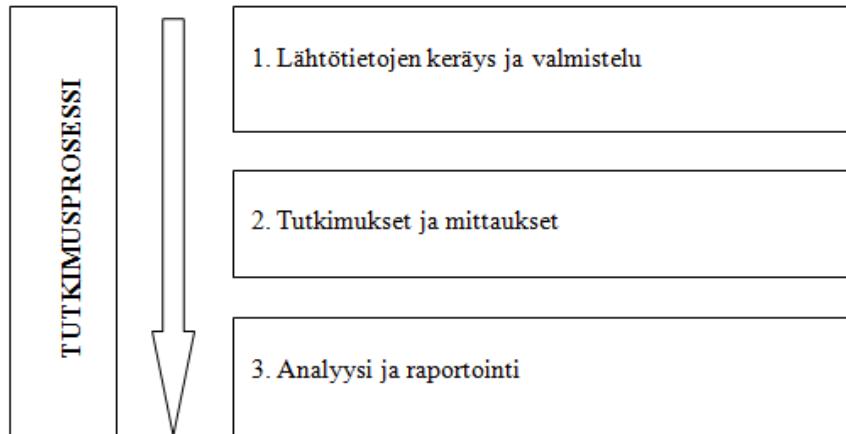 TUTKIMUSPROSESSI
1. Lähtötietojen keräys ja valmistelu
2. Tutkimukset ja mittaukset
3. Analyysi ja raportointi